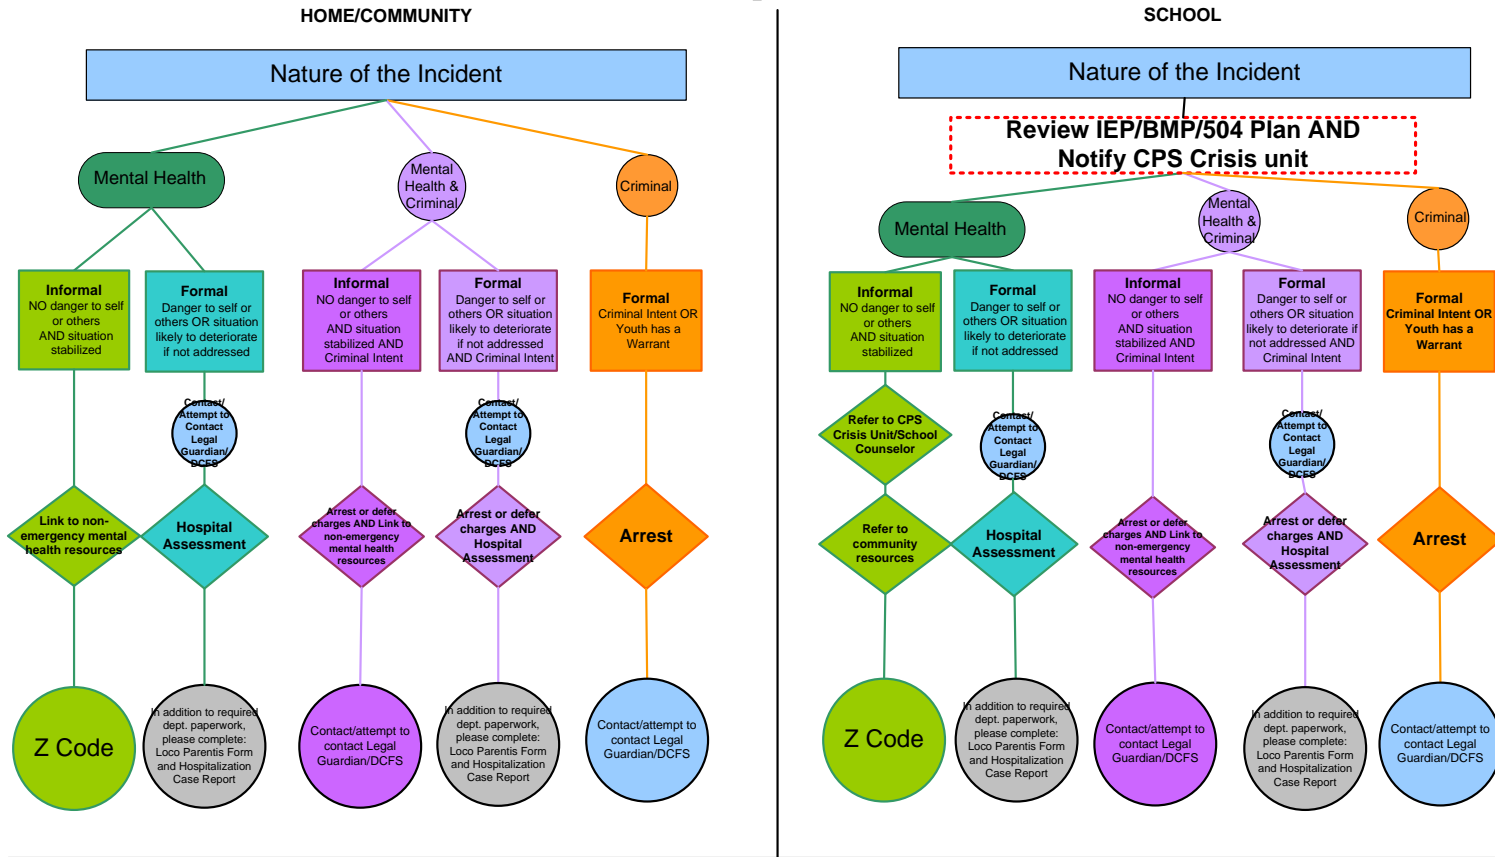 HOME/COMMUNITY
Nature of the Incident
Mental Health
Mental
Health &
Criminal
Criminal
Informal
NO danger to self
or others
AND situation
stabilized
Formal
Danger to self or
others OR situation
likely to deteriorate
if not addressed
Informal
NO danger to self
or others
AND situation
stabilized AND
Criminal Intent
Formal
Danger to self or
others OR situation
likely to deteriorate
if not addressed
AND Criminal Intent
Formal
Criminal Intent OR
Youth has a
Warrant
Contact/
Attempt to
Contact
Legal
Guardian/
DCFS
Contact/
Attempt to
Contact
Legal
Guardian/
DCFS
Link to non-
emergency mental
health resources
Hospital
Assessment
Arrest or defer
charges AND Link to
non-emergency
mental health
resources
Arrest or defer
charges AND
Hospital
Assessment
Arrest
Z Code
In addition to required
dept. paperwork,
please complete:
Loco Parentis Form
and Hospitalization
Case Report
Contact/attempt to
contact Legal
Guardian/DCFS
In addition to required
dept. paperwork,
please complete:
Loco Parentis Form
and Hospitalization
Case Report
Contact/attempt to
contact Legal
Guardian/DCFS
SCHOOL
Nature of the Incident
Review IEP/BMP/504 Plan AND
Notify CPS Crisis unit
Mental Health
Mental
Health &
Criminal
Criminal
Informal
NO danger to self
or others
AND situation
stabilized
Formal
Danger to self or
others OR situation
likely to deteriorate
if not addressed
Informal
NO danger to self
or others
AND situation
stabilized AND
Criminal Intent
Formal
Danger to self or
others OR situation
likely to deteriorate if
not addressed AND
Criminal Intent
Formal
Criminal Intent OR
Youth has a
Warrant
Refer to CPS
Crisis Unit/School
Counselor
Contact/
Attempt to
Contact
Legal
Guardian/
DCFS
Contact/
Attempt to
Contact
Legal
Guardian/
DCFS
Refer to
community
resources
Hospital
Assessment
Arrest or defer
charges AND Link to
non-emergency
mental health
resources
Arrest or defer
charges AND
Hospital
Assessment
Arrest
Z Code
In addition to required
dept. paperwork,
please complete:
Loco Parentis Form
and Hospitalization
Case Report
Contact/attempt to
contact Legal
Guardian/DCFS
In addition to required
dept. paperwork,
please complete:
Loco Parentis Form
and Hospitalization
Case Report
Contact/attempt to
contact Legal
Guardian/DCFS